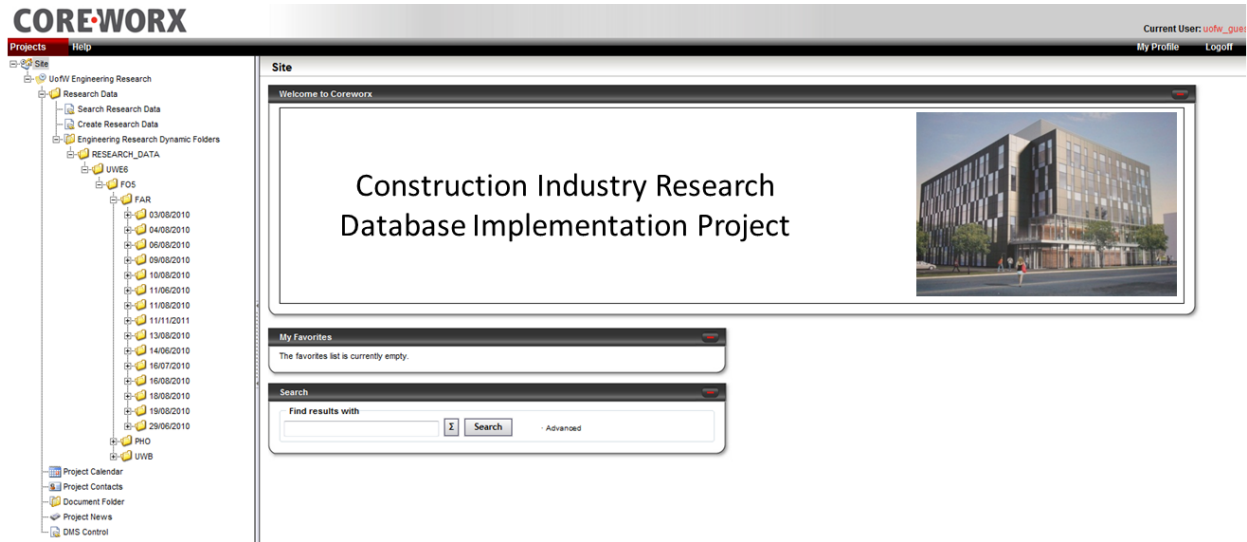 CORE•WORX
Current User: uofw_gues
Projects Help My Profile Logoff
Site
UofW Engineering Research
Research Data
Search Research Data
Create Research Data
Engineering Research Dynamic Folders
RESEARCH_DATA
UWE6
FO5
FAR
03/08/2010
04/08/2010
06/08/2010
09/08/2010
10/08/2010
11/06/2010
11/08/2010
11/11/2011
13/08/2010
14/06/2010
16/07/2010
16/08/2010
18/08/2010
19/08/2010
29/06/2010
PHO
UWB
Project Calendar
Project Contacts
Document Folder
Project News
DMS Control
Site
Welcome to Coreworx
Construction Industry Research
Database Implementation Project
My Favorites
The favorites list is currently empty.
Search
Find results with
Σ Search · Advanced